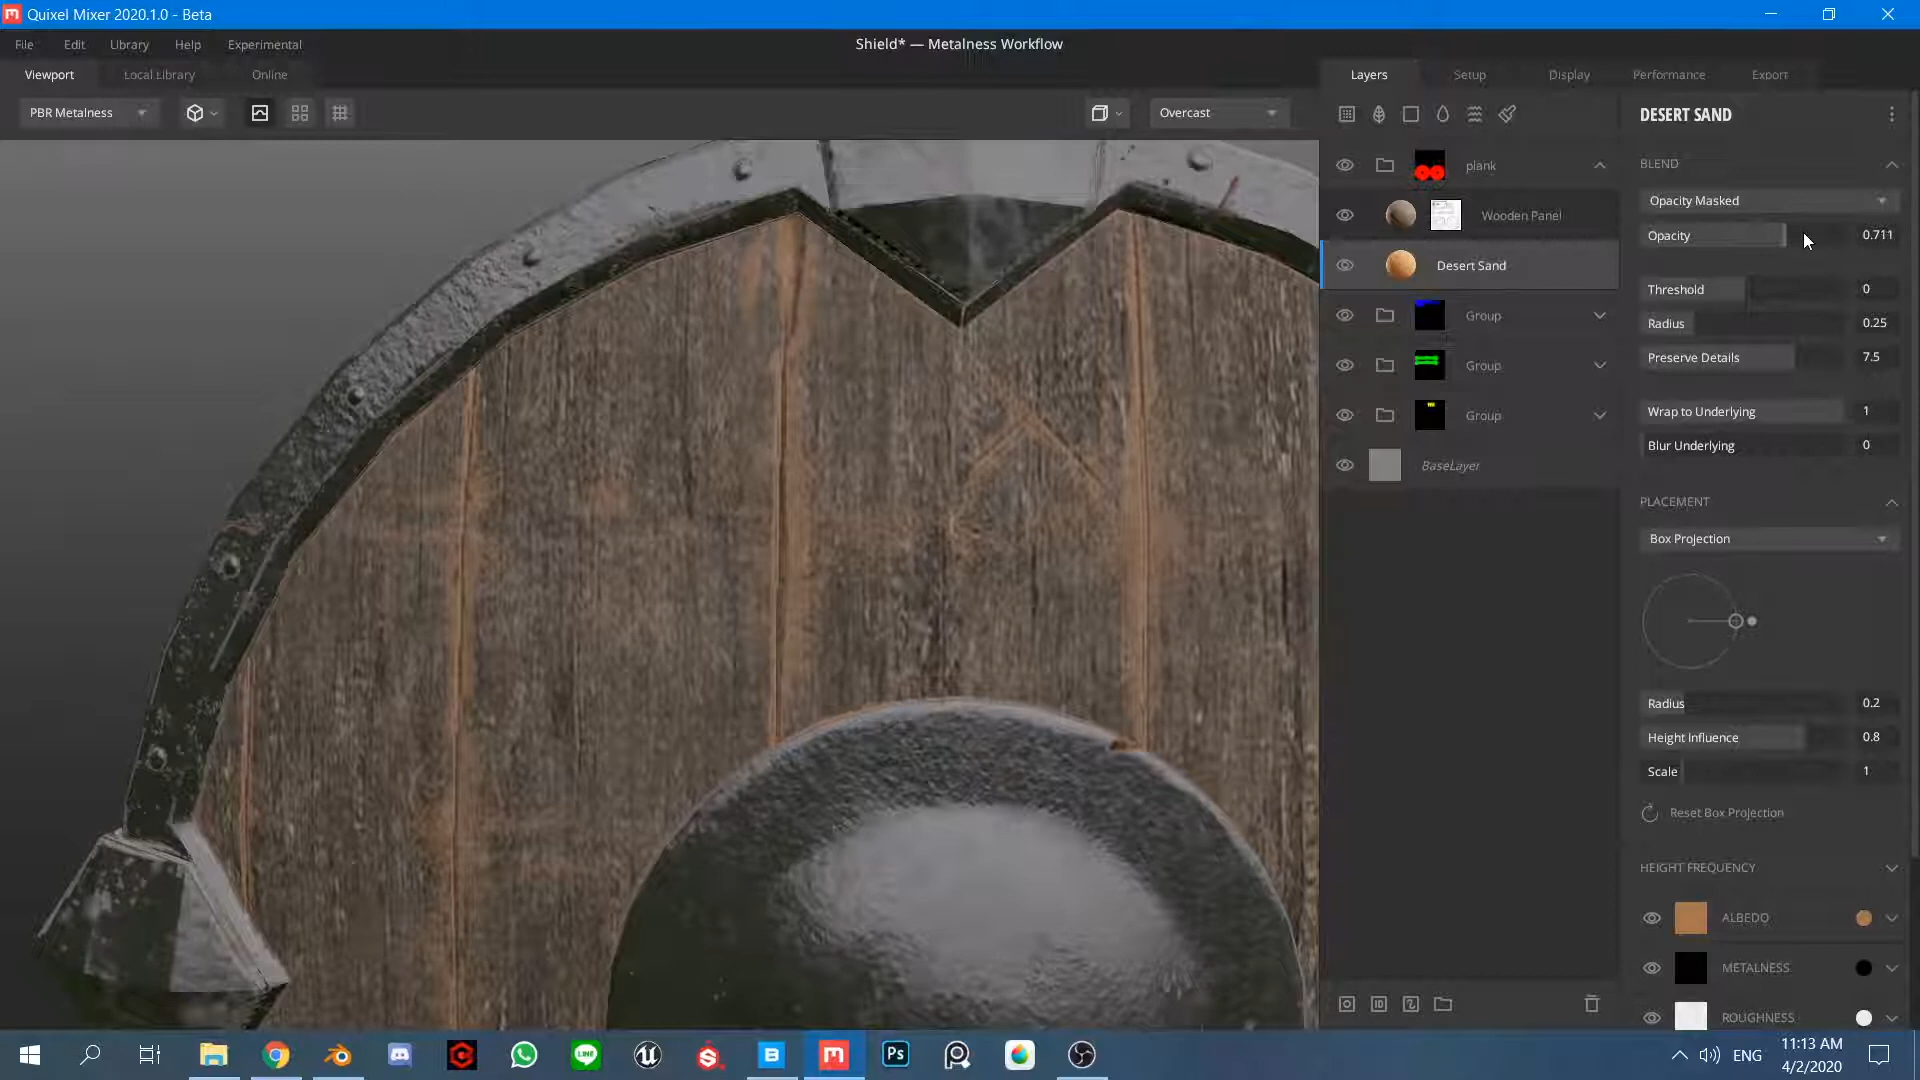 Quixel Mixer 2020.1.0 - Beta
File Edit Library Help Experimental
Shield* — Metalness Workflow
Viewport Local Library Online
Layers Setup Display Performance Export
PBR Metalness
Overcast
DESERT SAND
BLEND
plank
Opacity Masked
Wooden Panel
Opacity 0.711
Desert Sand
Threshold 0
Group
Radius 0.25
Preserve Details 7.5
Group
Wrap to Underlying 1
Group
Blur Underlying 0
BaseLayer
PLACEMENT
Box Projection
Radius 0.2
Height Influence 0.8
Scale 1
Reset Box Projection
HEIGHT FREQUENCY
ALBEDO
METALNESS
ROUGHNESS
LINE
B
Ps
ENG
11:13 AM
4/2/2020